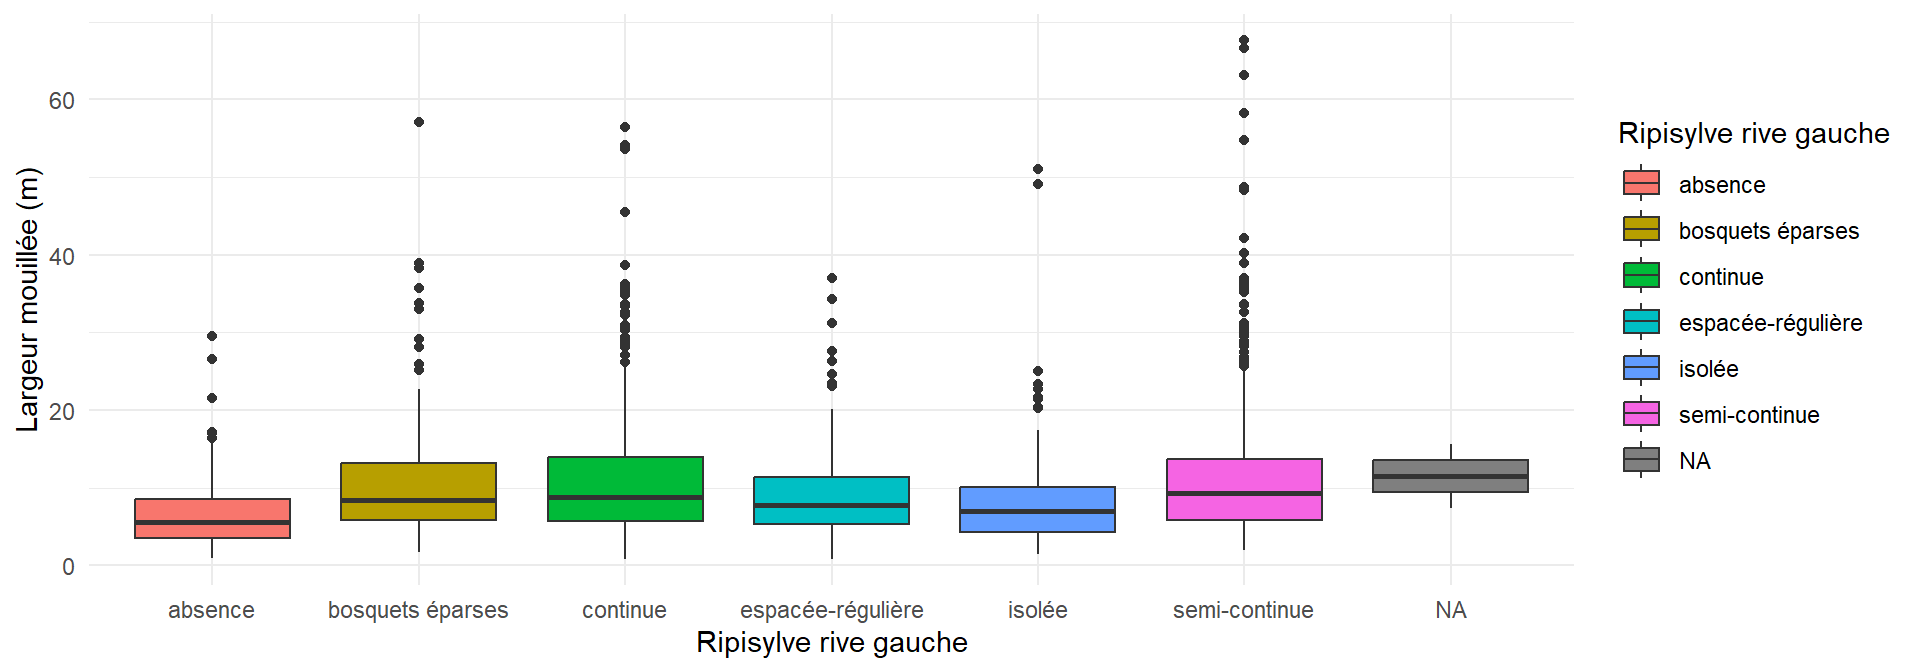 Largeur mouillée (m)
60
40
20
0
absence
bosquets éparses
continue
espacée-régulière
isolée
semi-continue
NA
Ripisylve rive gauche
Ripisylve rive gauche
absence
bosquets éparses
continue
espacée-régulière
isolée
semi-continue
NA